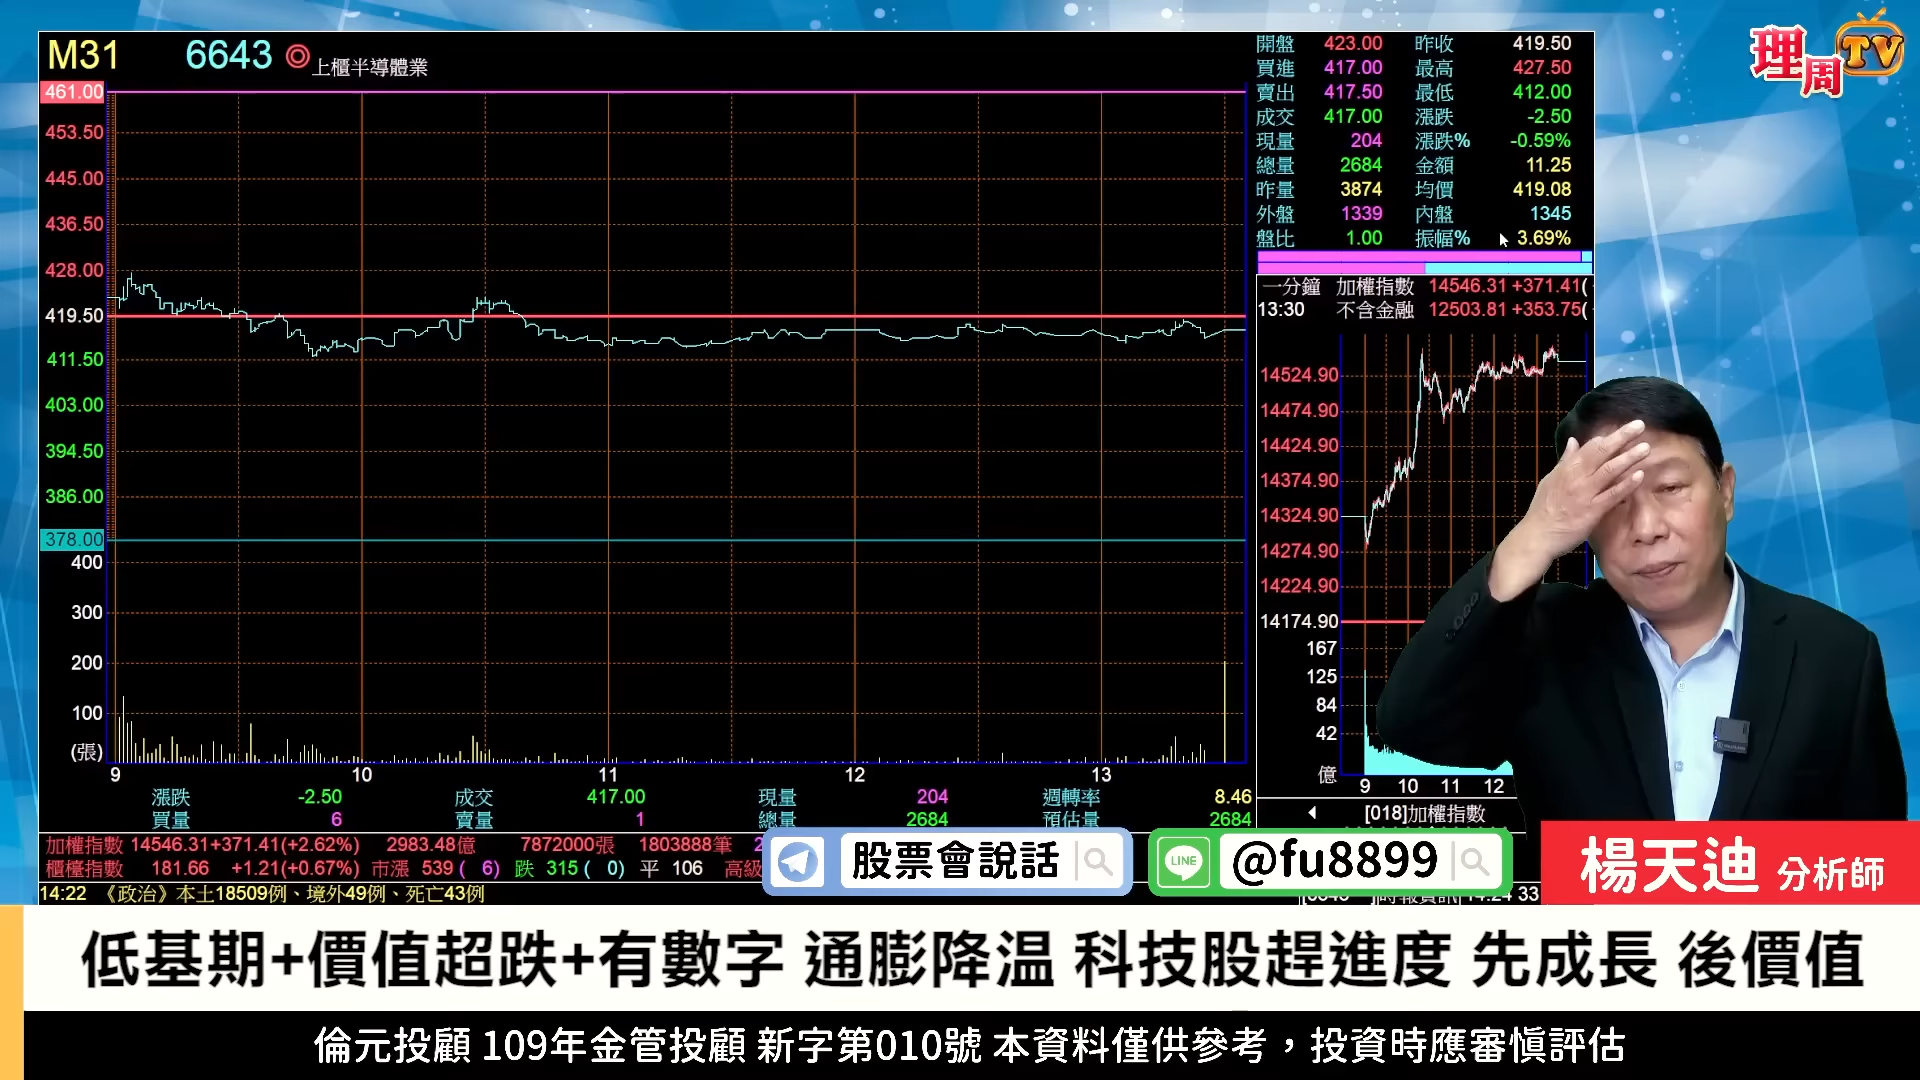 M31 6643 ◎ 上櫃半導體業
理周TV
461.00
453.50
445.00
436.50
428.00
419.50
411.50
403.00
394.50
386.00
378.00
400
300
200
100
(張)
9 10 11 12 13
開盤 423.00 昨收 419.50
買進 417.00 最高 427.50
賣出 417.50 最低 412.00
成交 417.00 漲跌 -2.50
現量 204 漲跌% -0.59%
總量 2684 金額 11.25
昨量 3874 均價 419.08
外盤 1339 內盤 1345
盤比 1.00 振幅% 3.69%
一分鐘 加權指數 14546.31 +371.41(
13:30 不含金融 12503.81 +353.75(
14524.90
14474.90
14424.90
14374.90
14324.90
14274.90
14224.90
14174.90
167
125
84
42
億
9 10 11 12
[018]加權指數
漲跌 -2.50 成交 417.00 現量 204 週轉率 8.46
買量 6 賣量 1 總量 2684 預估量 2684
加權指數 14546.31 +371.41(+2.62%) 2983.48億 7872000張 1803888筆 2
櫃檯指數 181.66 +1.21(+0.67%) 市漲 539 ( 6) 跌 315 ( 0) 平 106 高級
14:22 《政治》本土18509例、境外49例、死亡43例
股票會說話
LINE @fu8899
楊天迪 分析師
低基期+價值超跌+有數字 通膨降温 科技股趕進度 先成長 後價值
倫元投顧 109年金管投顧 新字第010號 本資料僅供參考，投資時應審慎評估